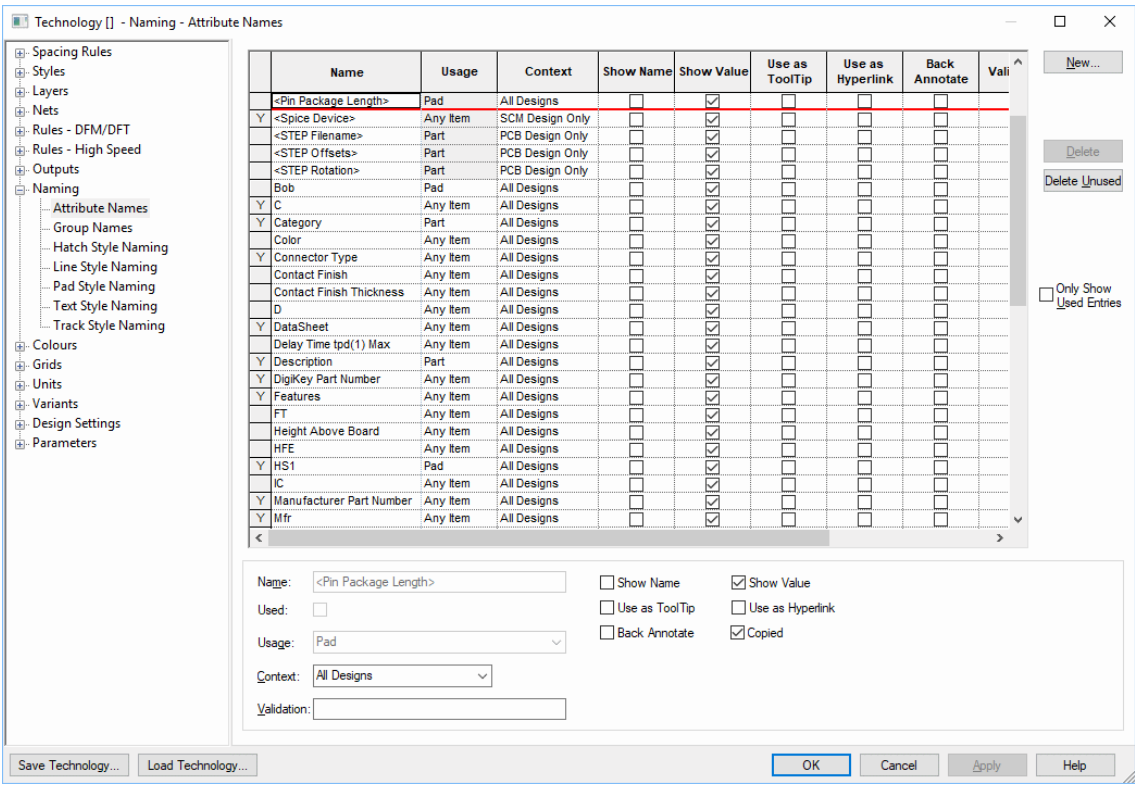 Technology [] - Naming - Attribute Names
Spacing Rules
Styles
Layers
Nets
Rules - DFM/DFT
Rules - High Speed
Outputs
Naming
Attribute Names
Group Names
Hatch Style Naming
Line Style Naming
Pad Style Naming
Text Style Naming
Track Style Naming
Colours
Grids
Units
Variants
Design Settings
Parameters
Name Usage Context Show Name Show Value Use as ToolTip Use as Hyperlink Back Annotate Vali
<Pin Package Length> Pad All Designs
Y <Spice Device> Any Item SCM Design Only
<STEP Filename> Part PCB Design Only
<STEP Offsets> Part PCB Design Only
<STEP Rotation> Part PCB Design Only
Bob Pad All Designs
Y C Any Item All Designs
Y Category Part All Designs
Color Any Item All Designs
Y Connector Type Any Item All Designs
Contact Finish Any Item All Designs
Contact Finish Thickness Any Item All Designs
D Any Item All Designs
Y DataSheet Any Item All Designs
Delay Time tpd(1) Max Any Item All Designs
Y Description Part All Designs
Y DigiKey Part Number Any Item All Designs
Y Features Any Item All Designs
FT Any Item All Designs
Height Above Board Any Item All Designs
HFE Any Item All Designs
Y HS1 Pad All Designs
IC Any Item All Designs
Y Manufacturer Part Number Any Item All Designs
Y Mfr Any Item All Designs
New...
Delete
Delete Unused
Only Show
Used Entries
Name: <Pin Package Length>
Used:
Usage: Pad
Context: All Designs
Validation:
Show Name Show Value
Use as ToolTip Use as Hyperlink
Back Annotate Copied
Save Technology... Load Technology... OK Cancel Apply Help